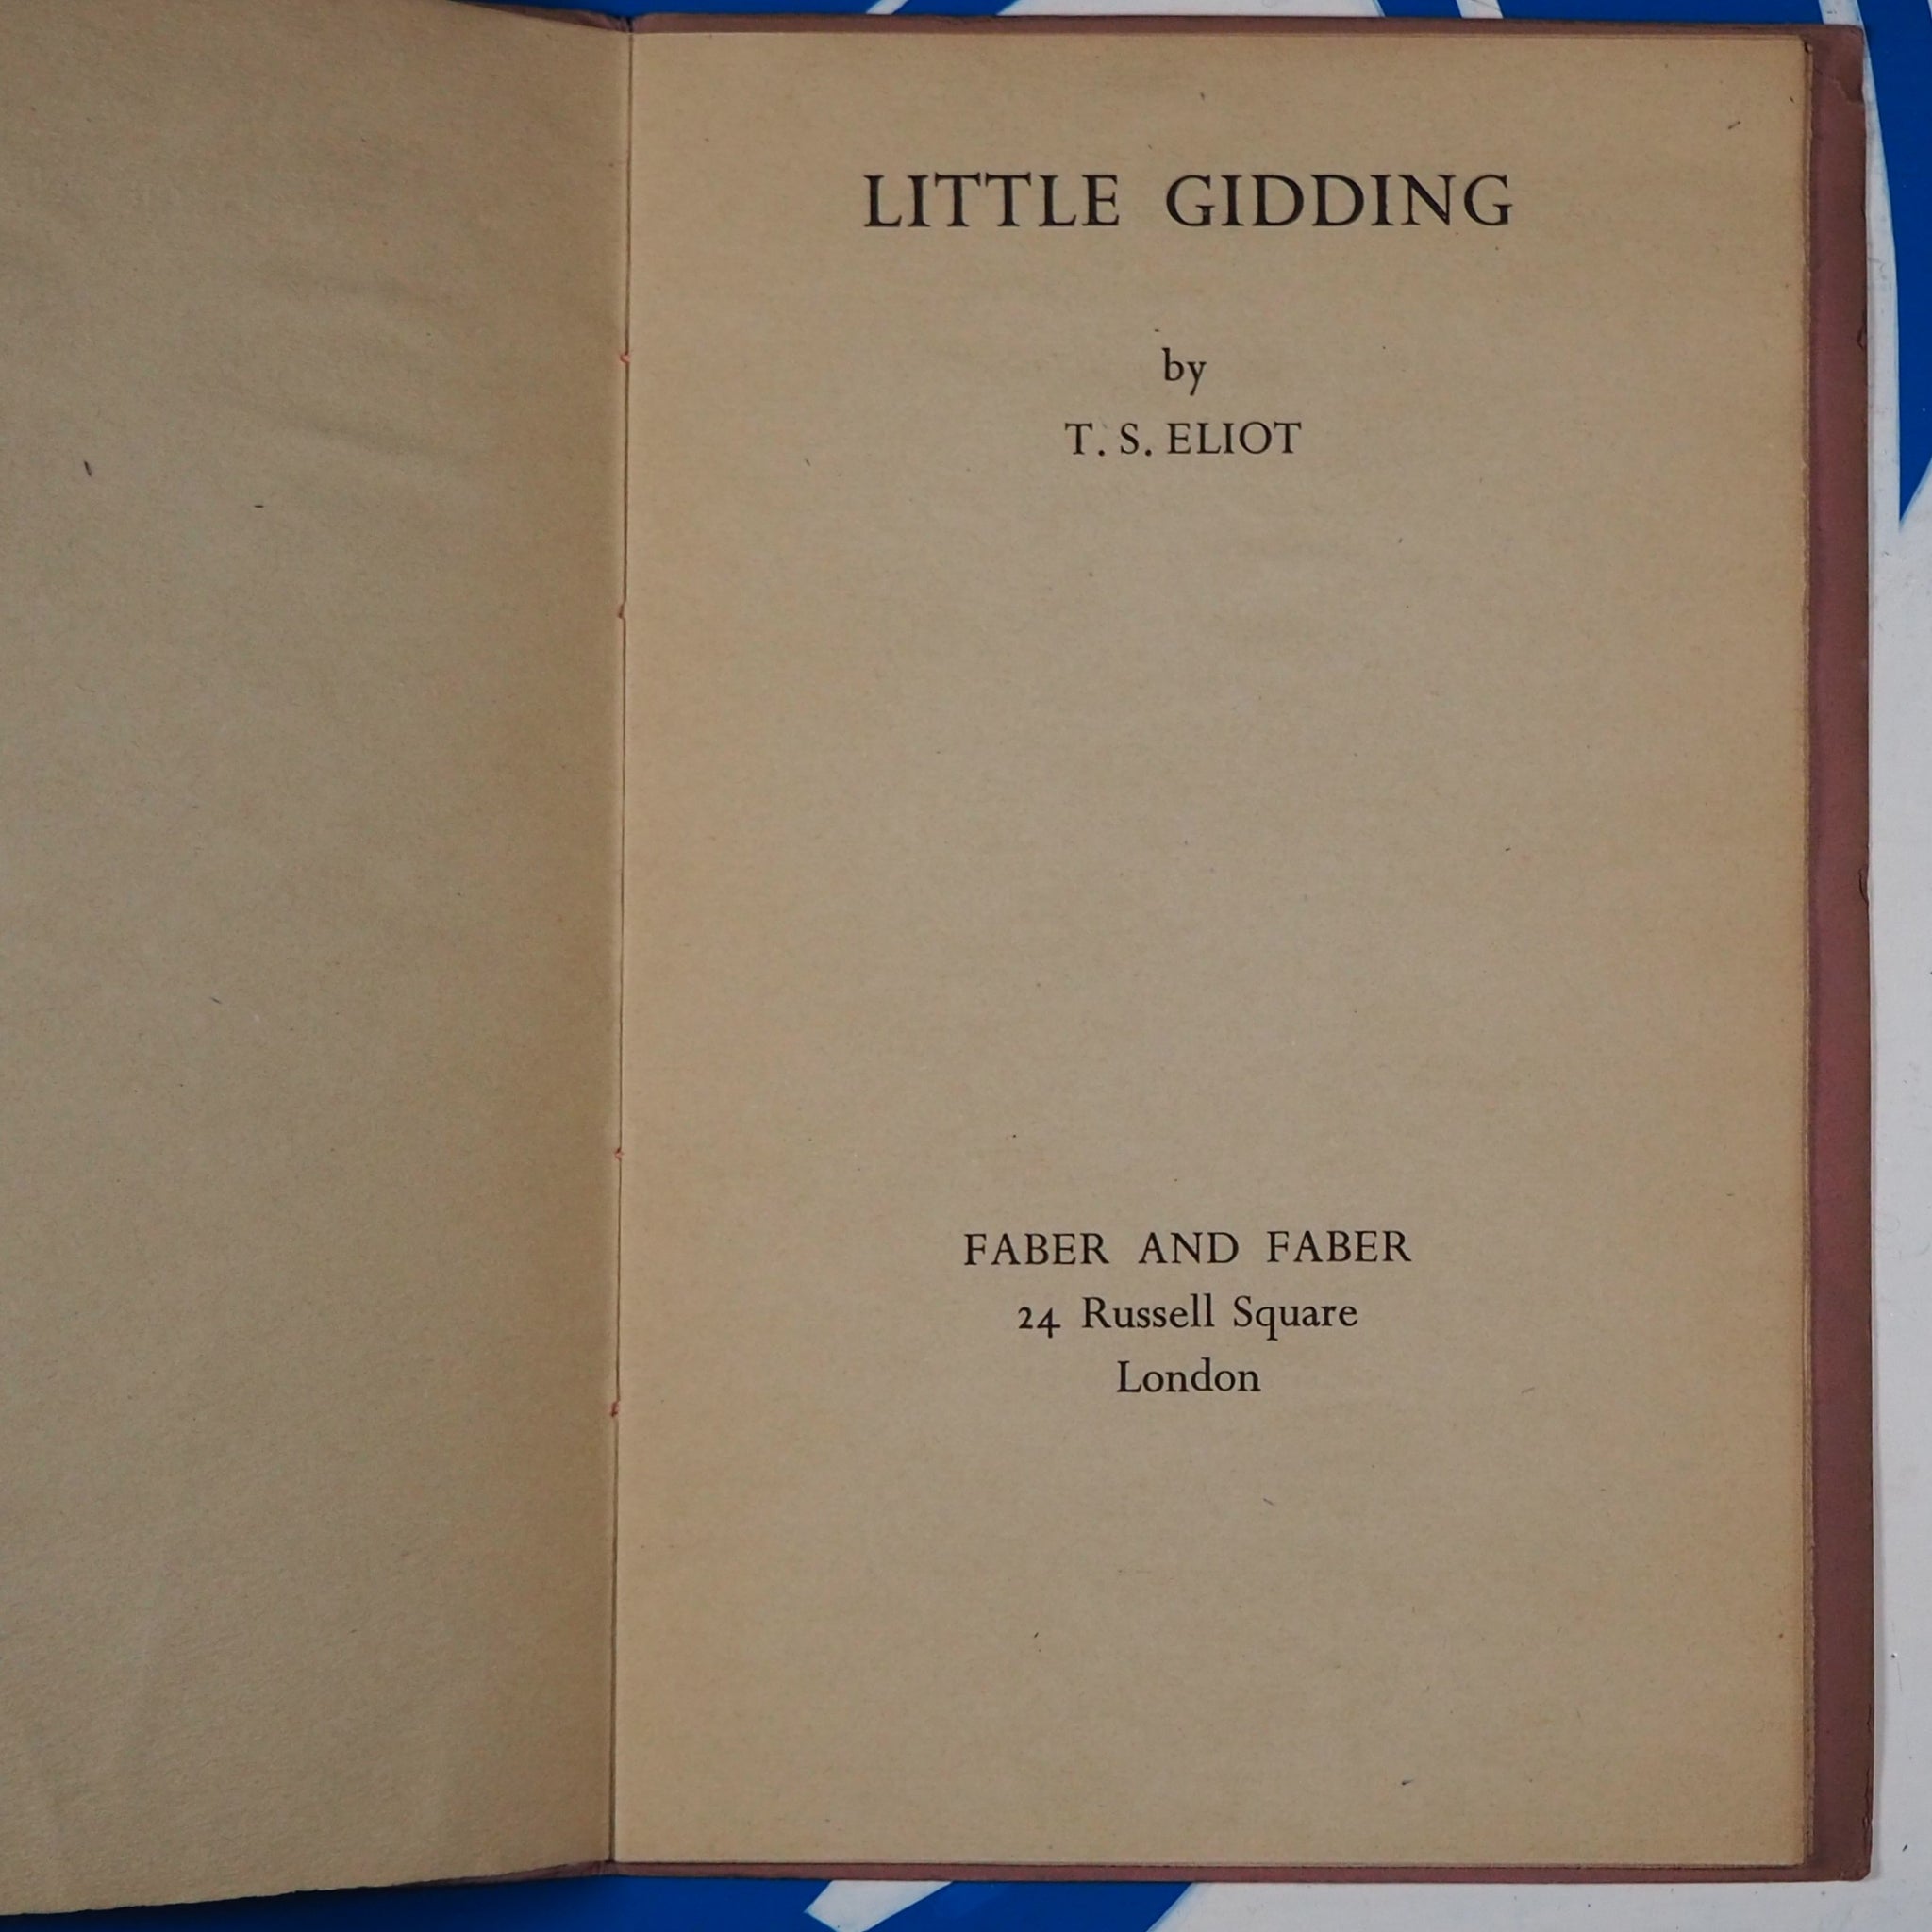 LITTLE GIDDING
by
T. S. ELIOT
FABER AND FABER
24 Russell Square
London